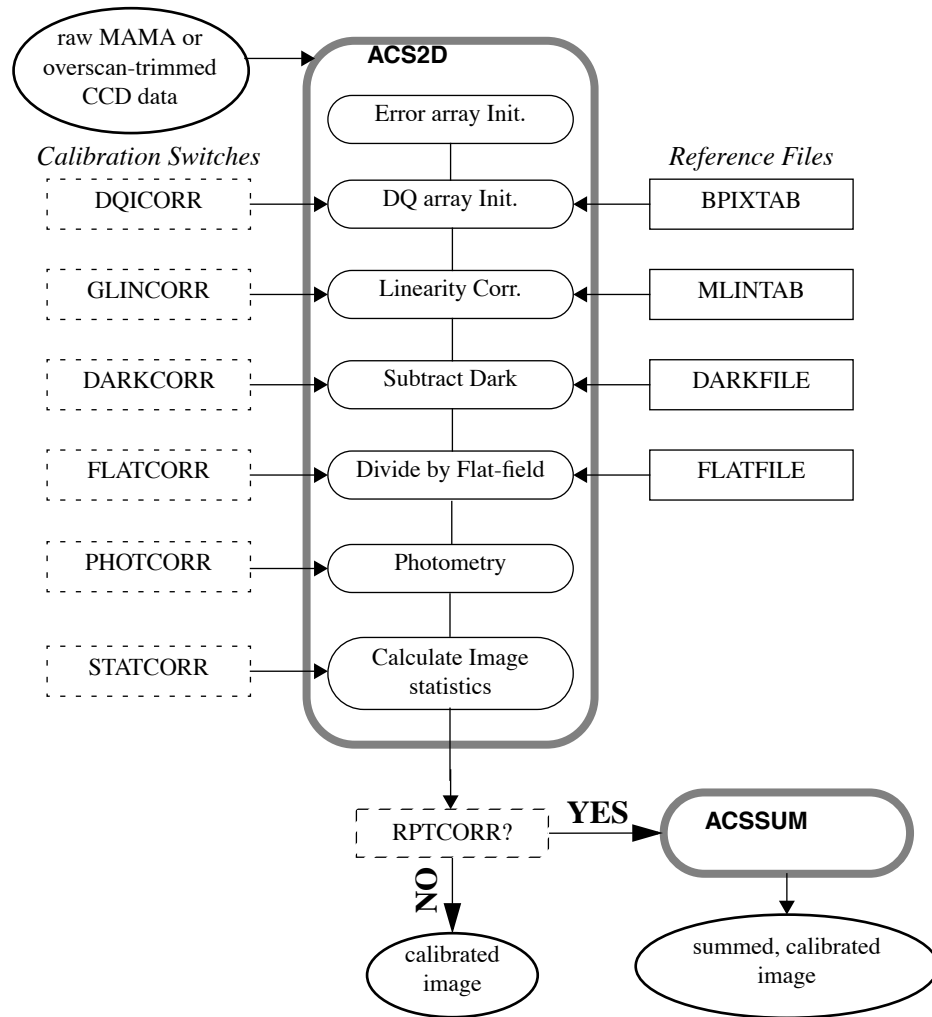 raw MAMA or
overscan-trimmed
CCD data
ACS2D
Error array Init.
Calibration Switches
Reference Files
DQICORR
DQ array Init.
BPIXTAB
GLINCORR
Linearity Corr.
MLINTAB
DARKCORR
Subtract Dark
DARKFILE
FLATCORR
Divide by Flat-field
FLATFILE
PHOTCORR
Photometry
STATCORR
Calculate Image
statistics
RPTCORR?
YES
ACSSUM
NO
calibrated
image
summed, calibrated
image